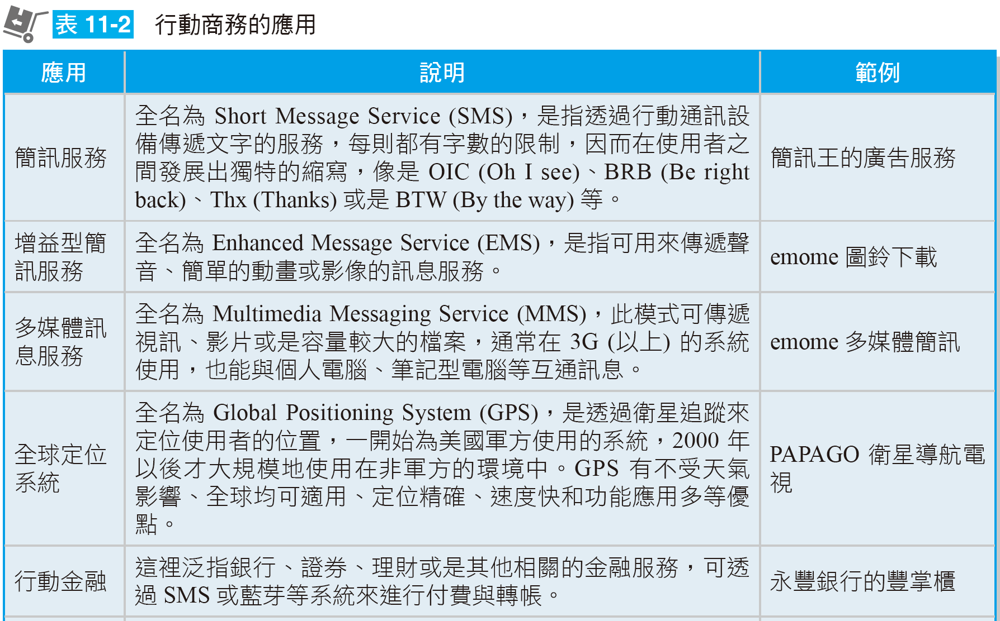 表 11-2 行動商務的應用
應用 說明 範例
簡訊服務
全名為 Short Message Service (SMS)，是指透過行動通訊設
備傳遞文字的服務，每則都有字數的限制，因而在使用者之
間發展出獨特的縮寫，像是 OIC (Oh I see)、BRB (Be right
back)、Thx (Thanks) 或是 BTW (By the way) 等。
簡訊王的廣告服務
增益型簡
訊服務
全名為 Enhanced Message Service (EMS)，是指可用來傳遞聲
音、簡單的動畫或影像的訊息服務。
emome 圖鈴下載
多媒體訊
息服務
全名為 Multimedia Messaging Service (MMS)，此模式可傳遞
視訊、影片或是容量較大的檔案，通常在 3G (以上) 的系統
使用，也能與個人電腦、筆記型電腦等互通訊息。
emome 多媒體簡訊
全球定位
系統
全名為 Global Positioning System (GPS)，是透過衛星追蹤來
定位使用者的位置，一開始為美國軍方使用的系統，2000 年
以後才大規模地使用在非軍方的環境中。GPS 有不受天氣
影響、全球均可適用、定位精確、速度快和功能應用多等優
點。
PAPAGO 衛星導航電
視
行動金融
這裡泛指銀行、證券、理財或是其他相關的金融服務，可透
過 SMS 或藍芽等系統來進行付費與轉帳。
永豐銀行的豐掌櫃